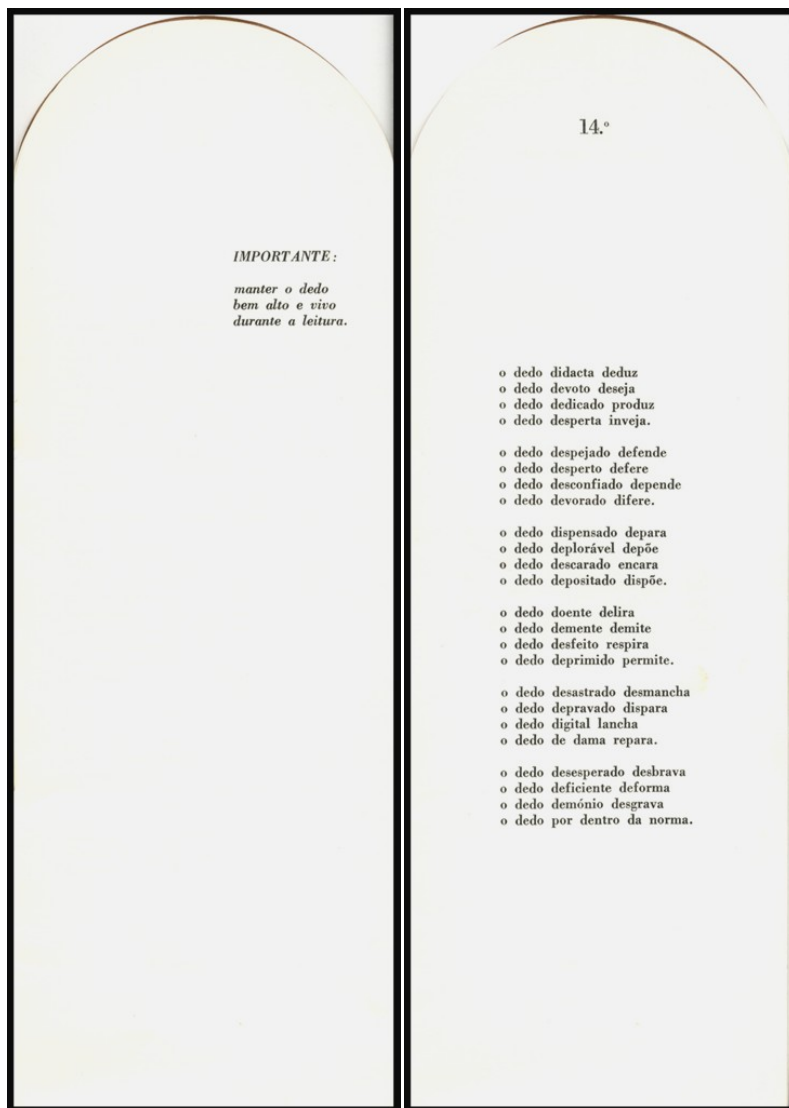 IMPORTANTE:
manter o dedo
bem alto e vivo
durante a leitura.
14.º
o dedo didacta deduz
o dedo devoto deseja
o dedo dedicado produz
o dedo desperta inveja.
o dedo despejado defende
o dedo desperto defere
o dedo desconfiado depende
o dedo devorado difere.
o dedo dispensado depara
o dedo deplorável depõe
o dedo descarado encara
o dedo depositado dispõe.
o dedo doente delira
o dedo demente demite
o dedo desfeito respira
o dedo deprimido permite.
o dedo desastrado desmancha
o dedo depravado dispara
o dedo digital lancha
o dedo de dama repara.
o dedo desesperado desbrava
o dedo deficiente deforma
o dedo demónio desgrava
o dedo por dentro da norma.